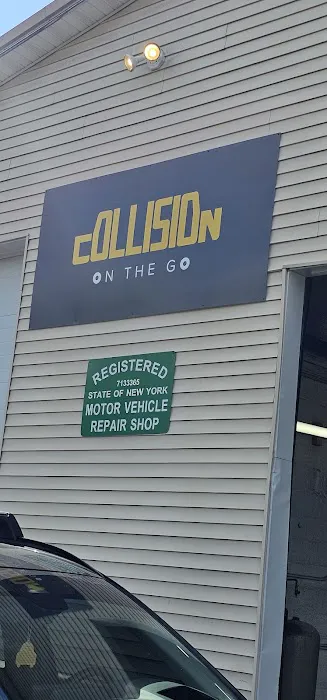 COLLISION
ON THE GO
REGISTERED
7133365
STATE OF NEW YORK
MOTOR VEHICLE
REPAIR SHOP